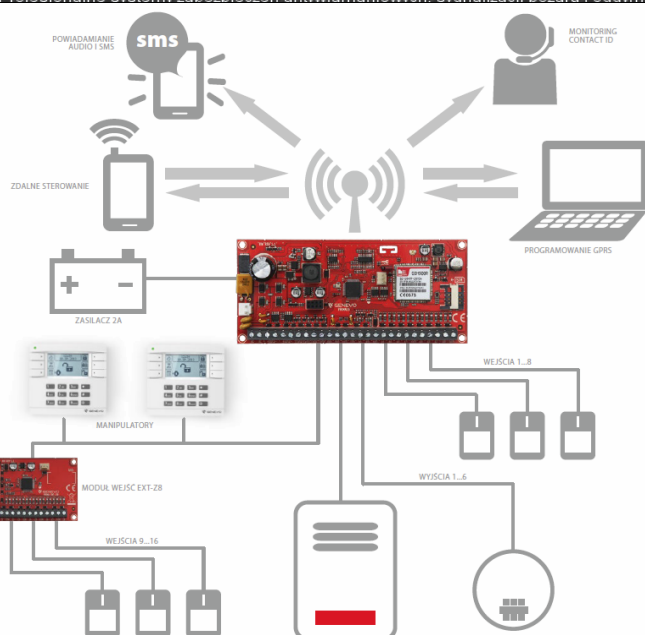 POWIADAMIANIE
AUDIO I SMS
sms
MONITORING
CONTACT ID
ZDALNE STEROWANIE
PROGRAMOWANIE GPRS
ZASILACZ 2A
WEJŚCIA 1...8
MANIPULATORY
MODUŁ WEJŚĆ EXT-Z8
WYJŚCIA 1...6
WEJŚCIA 9...16